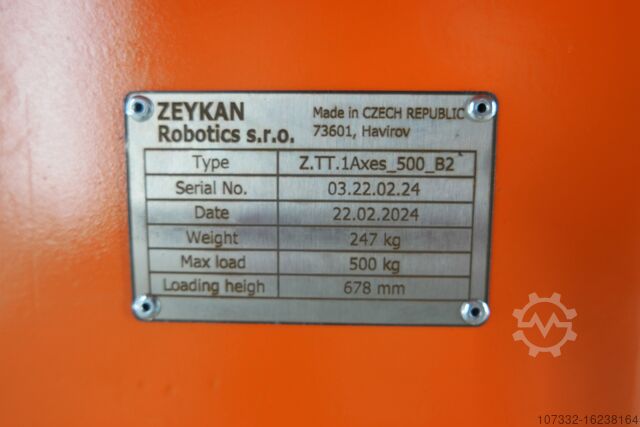 ZEYKAN
Robotics s.r.o.
Made in CZECH REPUBLIC
73601, Havirov
Type Z.TT.1Axes_500_B2
Serial No. 03.22.02.24
Date 22.02.2024
Weight 247 kg
Max load 500 kg
Loading heigh 678 mm
107332-16238164